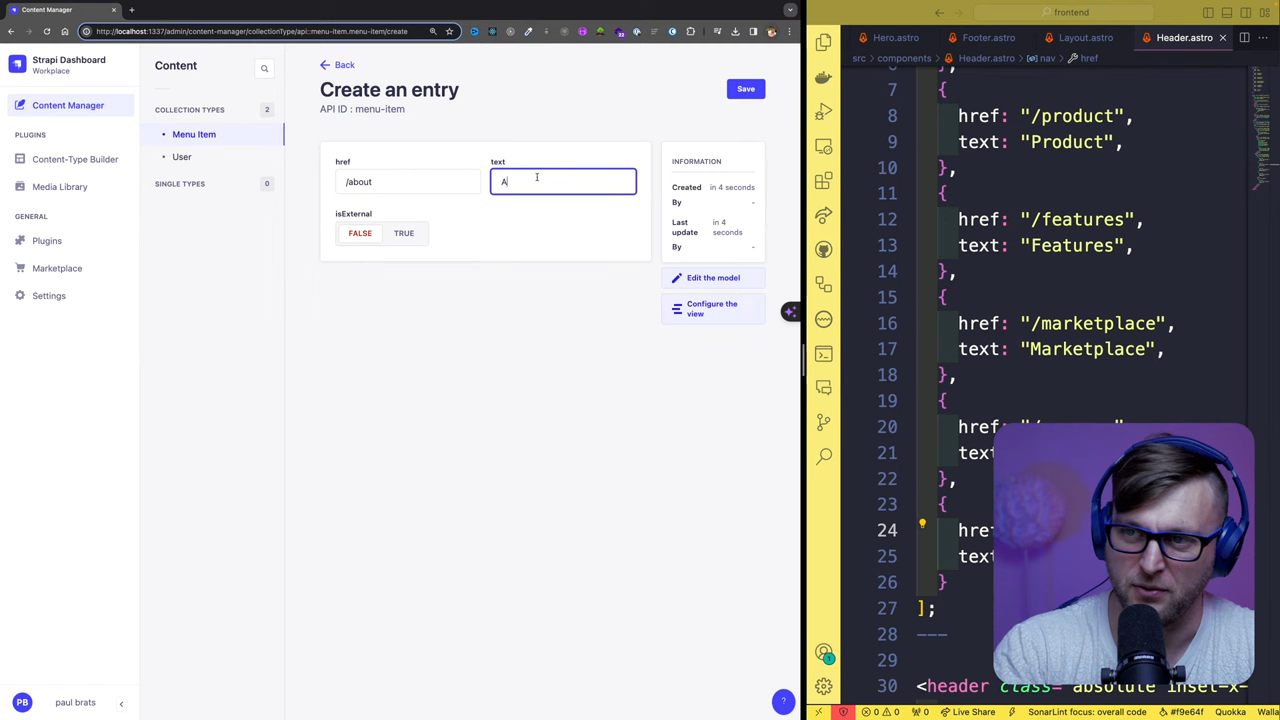 Content Manager
http://localhost:1337/admin/content-manager/collectionType/api::menu-item.menu-item/create
Strapi Dashboard
Workplace
Content Manager
PLUGINS
Content-Type Builder
Media Library
GENERAL
Plugins
Marketplace
Settings
PB
paul brats
Content
COLLECTION TYPES
2
Menu Item
User
SINGLE TYPES
0
Back
Create an entry
API ID : menu-item
Save
href
text
/about
A
isExternal
FALSE
TRUE
INFORMATION
Created in 4 seconds
By -
Last update in 4 seconds
By -
Edit the model
Configure the view
?
frontend
Hero.astro
Footer.astro
Layout.astro
Header.astro
src > components > Header.astro > nav > href
},
7 {
8 href: "/product",
9 text: "Product",
10 },
11 {
12 href: "/features",
13 text: "Features",
14 },
15 {
16 href: "/marketplace",
17 text: "Marketplace",
18 },
19 {
20 href:
21 text
22 },
23 {
24 href
25 text
26 }
27 ];
28 ---
29
30 <header class="absolute inset-x-
0 0
0
Live Share
SonarLint focus: overall code
#f9e64f
Quokka
Walla